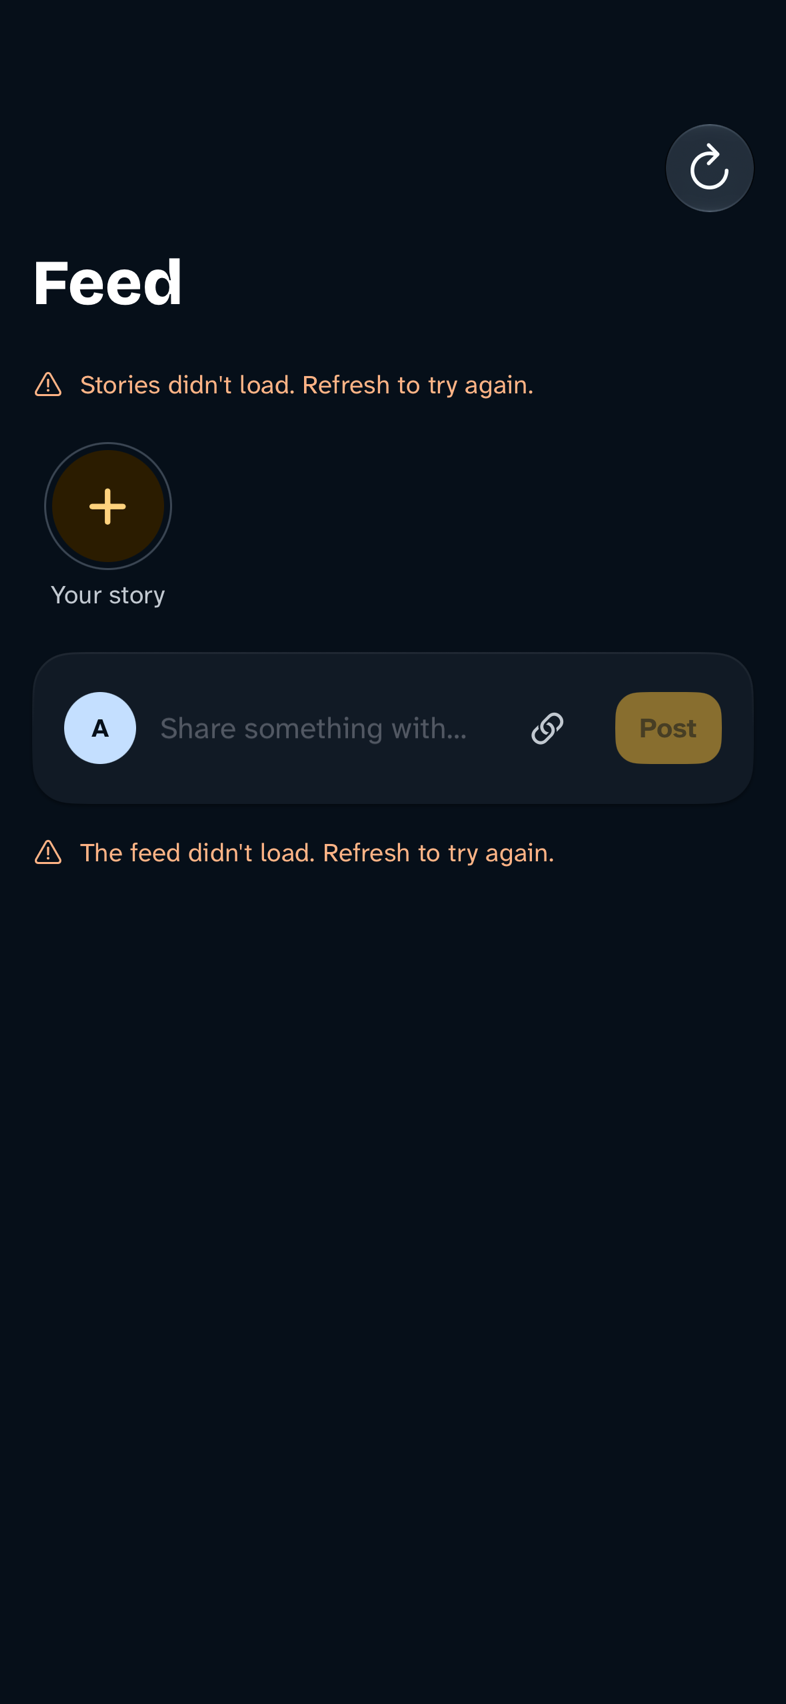 Feed
Stories didn't load. Refresh to try again.
Your story
A
Share something with...
Post
The feed didn't load. Refresh to try again.